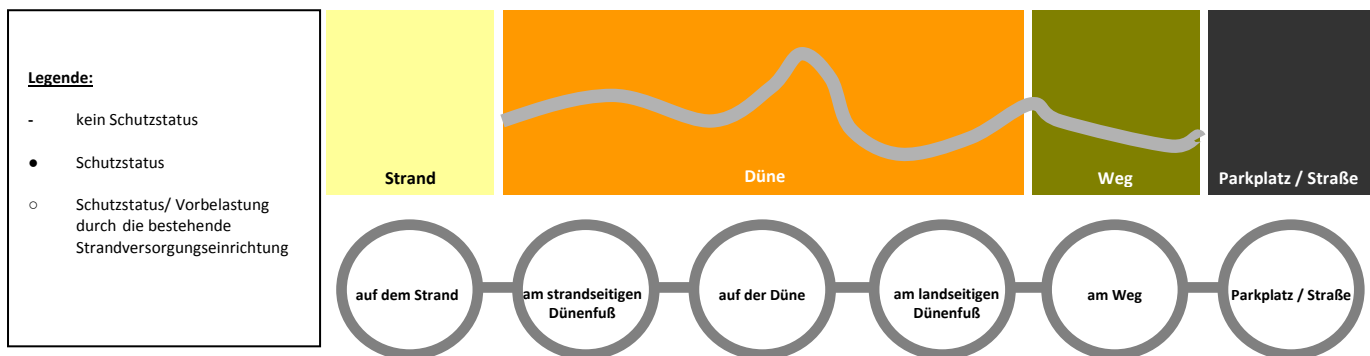 Legende:
- kein Schutzstatus
● Schutzstatus
○ Schutzstatus/ Vorbelastung
durch die bestehende
Strandversorgungseinrichtung
Strand
Düne
Weg
Parkplatz / Straße
auf dem Strand
am strandseitigen
Dünenfuß
auf der Düne
am landseitigen
Dünenfuß
am Weg
Parkplatz / Straße